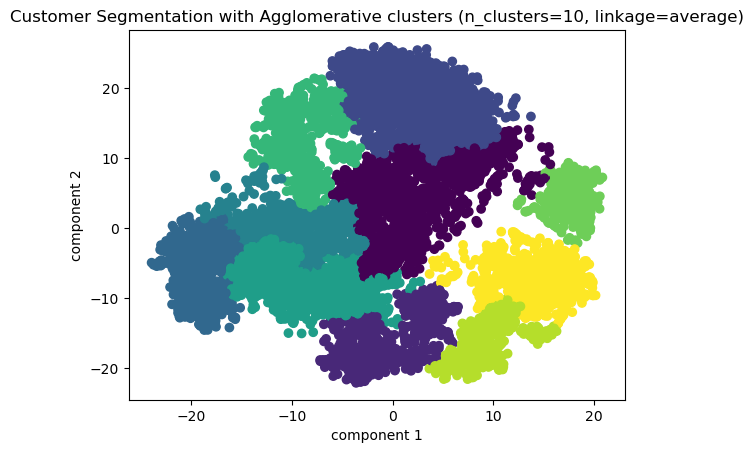 Customer Segmentation with Agglomerative clusters (n_clusters=10, linkage=average)
20
10
0
−10
−20
component 2
−20 −10 0 10 20
component 1